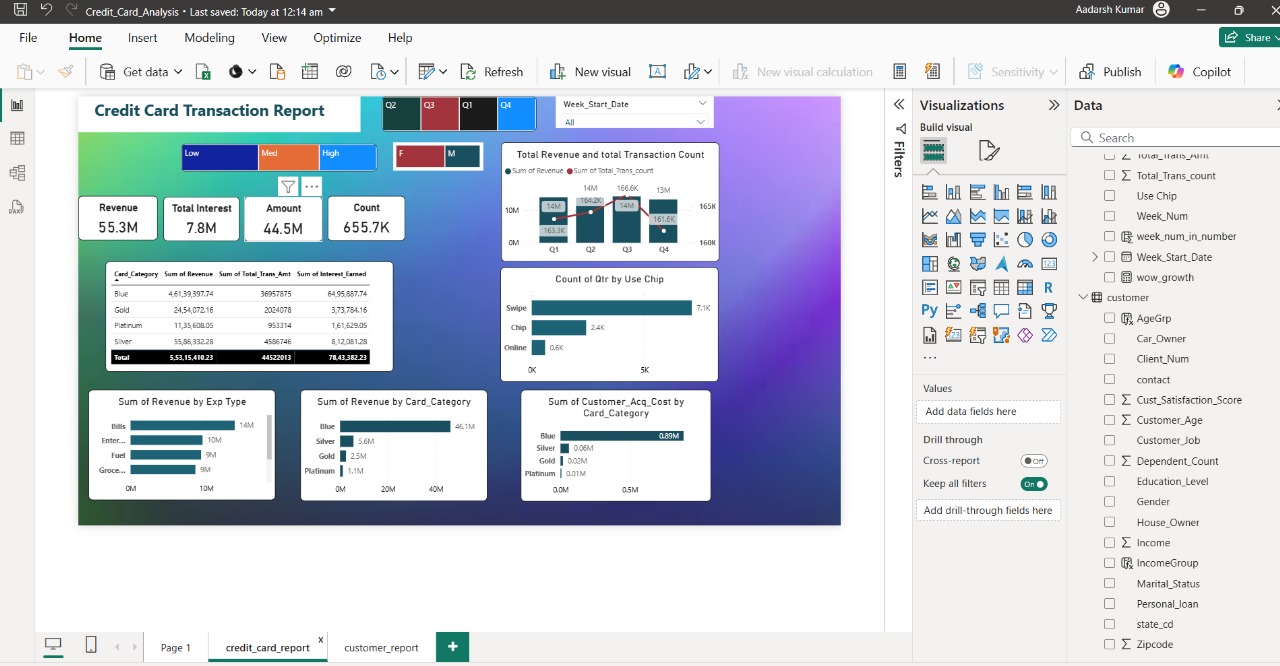 Credit_Card_Analysis • Last saved: Today at 12:14 am
Aadarsh Kumar
File Home Insert Modeling View Optimize Help
Share
Get data
Refresh
New visual
New visual calculation
Sensitivity
Publish
Copilot
Credit Card Transaction Report
Q2 Q3 Q1 Q4
Week_Start_Date
All
Low Med High
F M
Revenue
55.3M
Total Interest
7.8M
Amount
44.5M
Count
655.7K
Total Revenue and total Transaction Count
Sum of Revenue Sum of Total_Trans_count
14M 166.6K 13M
14M 164.2K 14M
10M 165K
163.3K 161.6K
0M 160K
Q1 Q2 Q3 Q4
Card_Category Sum of Revenue Sum of Total_Trans_Amt Sum of Interest_Earned
Blue 4,61,39,397.74 36957875 64,95,887.74
Gold 24,54,072.16 2024078 3,73,784.16
Platinum 11,35,608.05 953314 1,61,629.05
Silver 55,86,332.28 4586746 8,12,081.28
Total 5,53,15,410.23 44522013 78,43,382.23
Count of Qtr by Use Chip
Swipe 7.1K
Chip 2.4K
Online 0.6K
0K 5K
Sum of Revenue by Exp Type
Bills 14M
Enter... 10M
Fuel 9M
Groce... 9M
0M 10M
Sum of Revenue by Card_Category
Blue 46.1M
Silver 5.6M
Gold 2.5M
Platinum 1.1M
0M 20M 40M
Sum of Customer_Acq_Cost by
Card_Category
Blue 0.89M
Silver 0.06M
Gold 0.02M
Platinum 0.01M
0.0M 0.5M
Filters
Visualizations
Build visual
R
Py
123
...
Values
Add data fields here
Drill through
Cross-report Off
Keep all filters On
Add drill-through fields here
Data
Search
Total_Trans_Amt
Total_Trans_count
Use Chip
Week_Num
week_num_in_number
Week_Start_Date
wow_growth
customer
AgeGrp
Car_Owner
Client_Num
contact
Cust_Satisfaction_Score
Customer_Age
Customer_Job
Dependent_Count
Education_Level
Gender
House_Owner
Income
IncomeGroup
Marital_Status
Personal_loan
state_cd
Zipcode
Page 1 credit_card_report x customer_report +